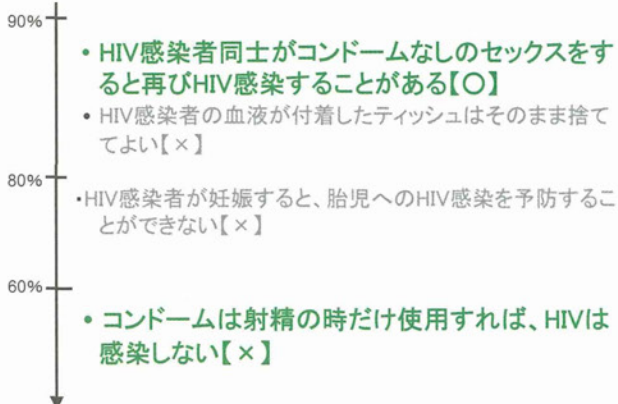 90%
• HIV感染者同士がコンドームなしのセックスをす
ると再びHIV感染することがある【〇】
• HIV感染者の血液が付着したティッシュはそのまま捨て
てよい【×】
80%
・HIV感染者が妊娠すると、胎児へのHIV感染を予防するこ
とができない【×】
60%
• コンドームは射精の時だけ使用すれば、HIVは
感染しない【×】